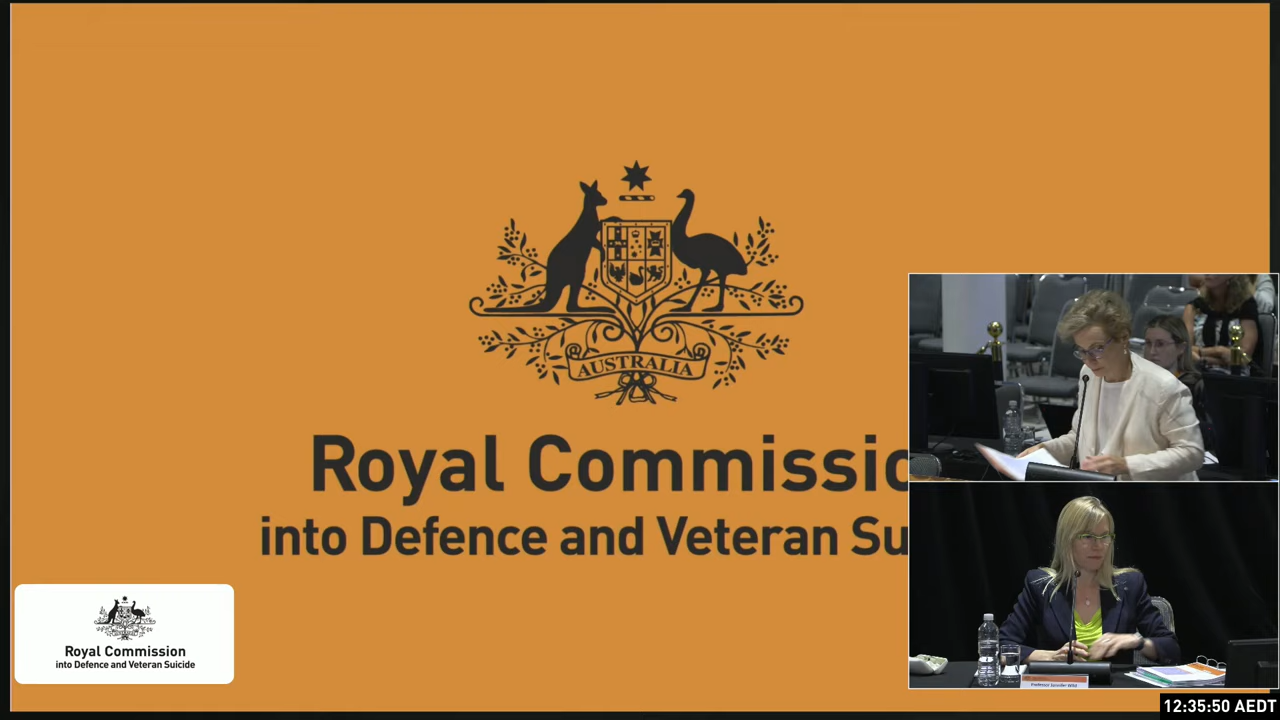 AUSTRALIA
Royal Commissio
into Defence and Veteran Su
Royal Commission
into Defence and Veteran Suicide
Professor
12:35:50 AEDT